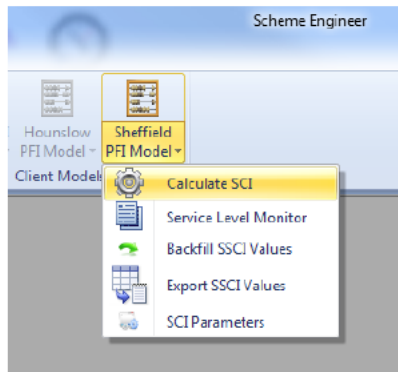 Scheme Engineer
Hounslow
PFI Model
Sheffield
PFI Model
Client Models
Calculate SCI
Service Level Monitor
Backfill SSCI Values
Export SSCI Values
SCI Parameters